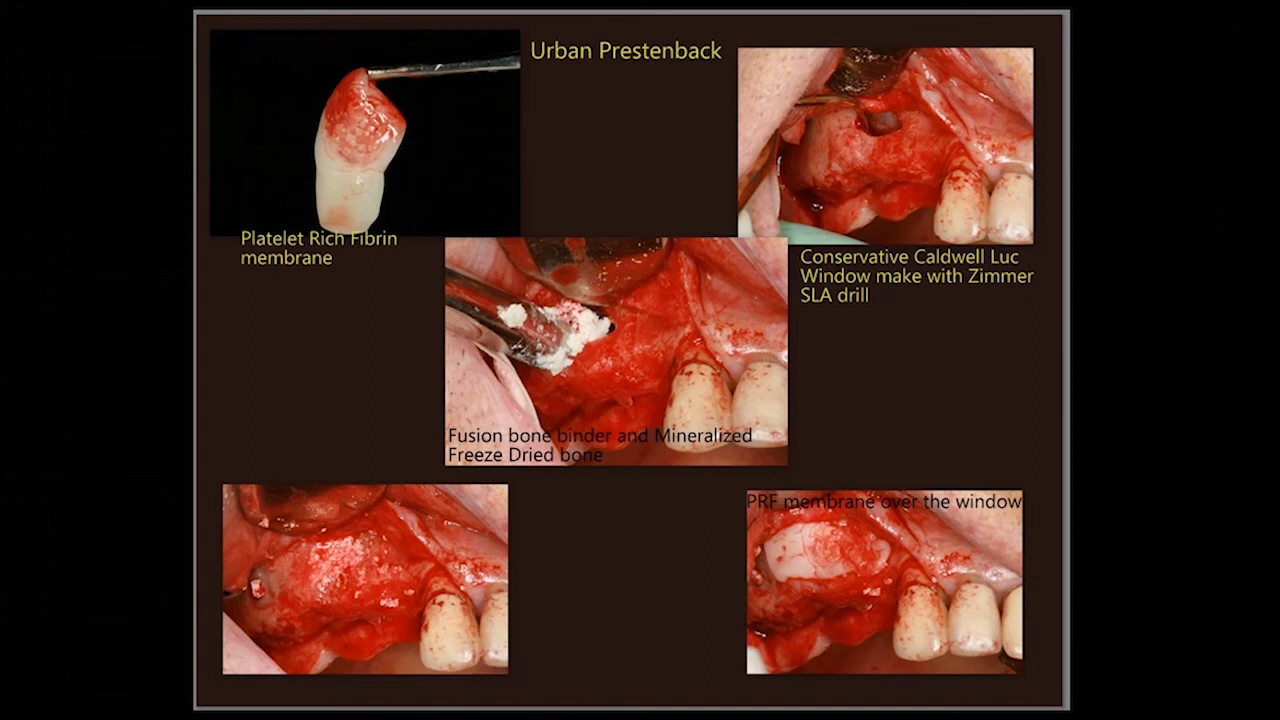 Urban Prestenback
Platelet Rich Fibrin
membrane
Conservative Caldwell Luc
Window make with Zimmer
SLA drill
Fusion bone binder and Mineralized
Freeze Dried bone
PRF membrane over the window